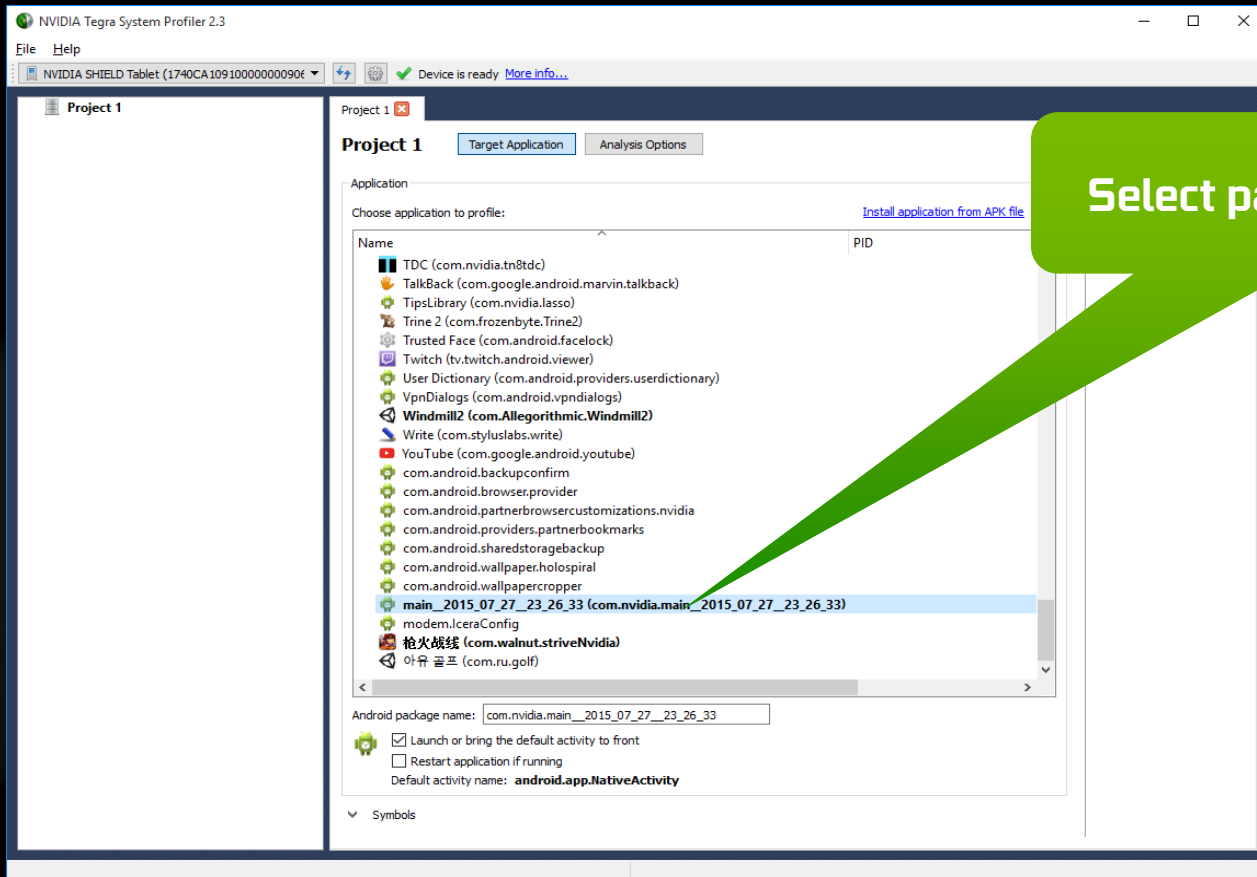 NVIDIA Tegra System Profiler 2.3
File Help
NVIDIA SHIELD Tablet (1740CA10910000000090 Device is ready More info...
Project 1
Project 1
Project 1 Target Application Analysis Options
Select pa
Application
Choose application to profile: Install application from APK file
Name PID
TDC (com.nvidia.tn8tdc)
TalkBack (com.google.android.marvin.talkback)
TipsLibrary (com.nvidia.lasso)
Trine 2 (com.frozenbyte.Trine2)
Trusted Face (com.android.facelock)
Twitch (tv.twitch.android.viewer)
User Dictionary (com.android.providers.userdictionary)
VpnDialogs (com.android.vpndialogs)
Windmill2 (com.Allegorithmic.Windmill2)
Write (com.styluslabs.write)
YouTube (com.google.android.youtube)
com.android.backupconfirm
com.android.browser.provider
com.android.partnerbrowsercustomizations.nvidia
com.android.providers.partnerbookmarks
com.android.sharedstoragebackup
com.android.wallpaper.holospiral
com.android.wallpapercropper
main__2015_07_27__23_26_33 (com.nvidia.main__2015_07_27__23_26_33)
modem.IceraConfig
枪火战线 (com.walnut.striveNvidia)
아유 골프 (com.ru.golf)
Android package name: com.nvidia.main__2015_07_27__23_26_33
Launch or bring the default activity to front
Restart application if running
Default activity name: android.app.NativeActivity
Symbols